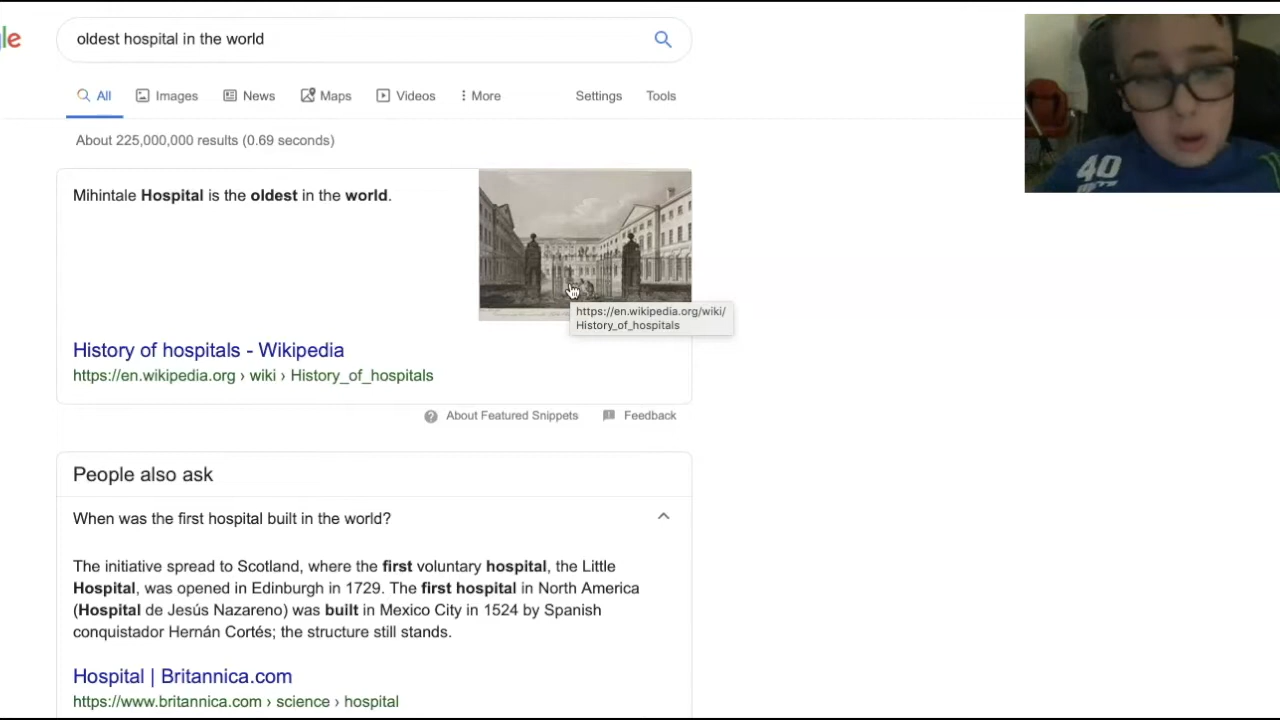 le
oldest hospital in the world
All Images News Maps Videos More Settings Tools
About 225,000,000 results (0.69 seconds)
Mihintale Hospital is the oldest in the world.
https://en.wikipedia.org/wiki/
History_of_hospitals
History of hospitals - Wikipedia
https://en.wikipedia.org › wiki › History_of_hospitals
About Featured Snippets Feedback
People also ask
When was the first hospital built in the world?
The initiative spread to Scotland, where the first voluntary hospital, the Little
Hospital, was opened in Edinburgh in 1729. The first hospital in North America
(Hospital de Jesús Nazareno) was built in Mexico City in 1524 by Spanish
conquistador Hernán Cortés; the structure still stands.
Hospital | Britannica.com
https://www.britannica.com › science › hospital
40